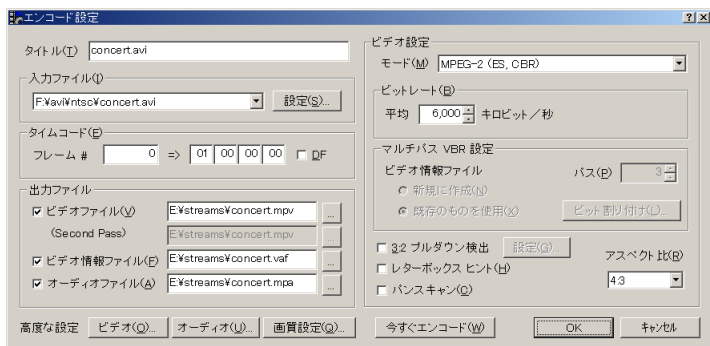 エンコード設定
タイトル(T) concert.avi
入力ファイル(I)
F:¥avi¥ntsc¥concert.avi 設定(S)...
タイムコード(E)
フレーム # 0 => 01 00 00 00 DF
出力ファイル
ビデオファイル(V) E:¥streams¥concert.mpv ...
(Second Pass) E:¥streams¥concert.mpv ...
ビデオ情報ファイル(F) E:¥streams¥concert.vaf ...
オーディオファイル(A) E:¥streams¥concert.mpa ...
高度な設定 ビデオ(O)... オーディオ(U)... 画質設定(Q)...
ビデオ設定
モード(M) MPEG-2 (ES, CBR)
ビットレート(B)
平均 6,000 キロビット/秒
マルチパス VBR 設定
ビデオ情報ファイル パス(P) 3
新規に作成(N)
既存のものを使用(X) ビット割り付け(L)...
3:2 プルダウン検出 設定(G)...
レターボックス ヒント(H)
パンスキャン(C)
アスペクト比(R)
4:3
今すぐエンコード(W) OK キャンセル